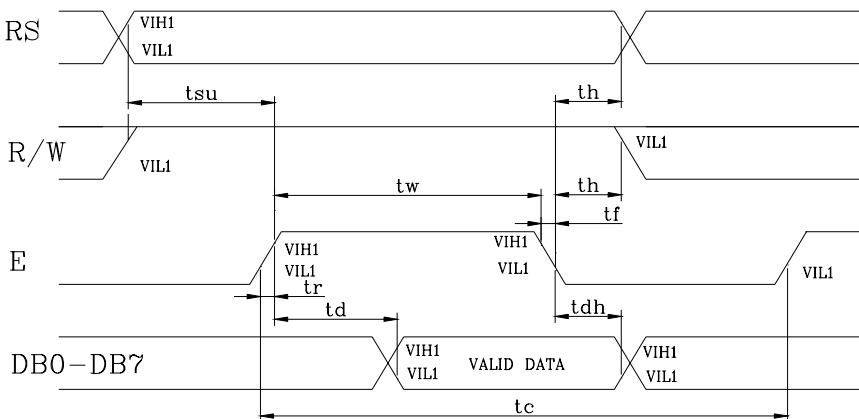 RS
VIH1
VIL1
tsu
th
R/W
VIL1
VIL1
tw
th
tf
E
VIH1
VIL1
VIH1
VIL1
VIL1
tr
td
tdh
DB0-DB7
VIH1
VIL1
VALID DATA
VIH1
VIL1
tc